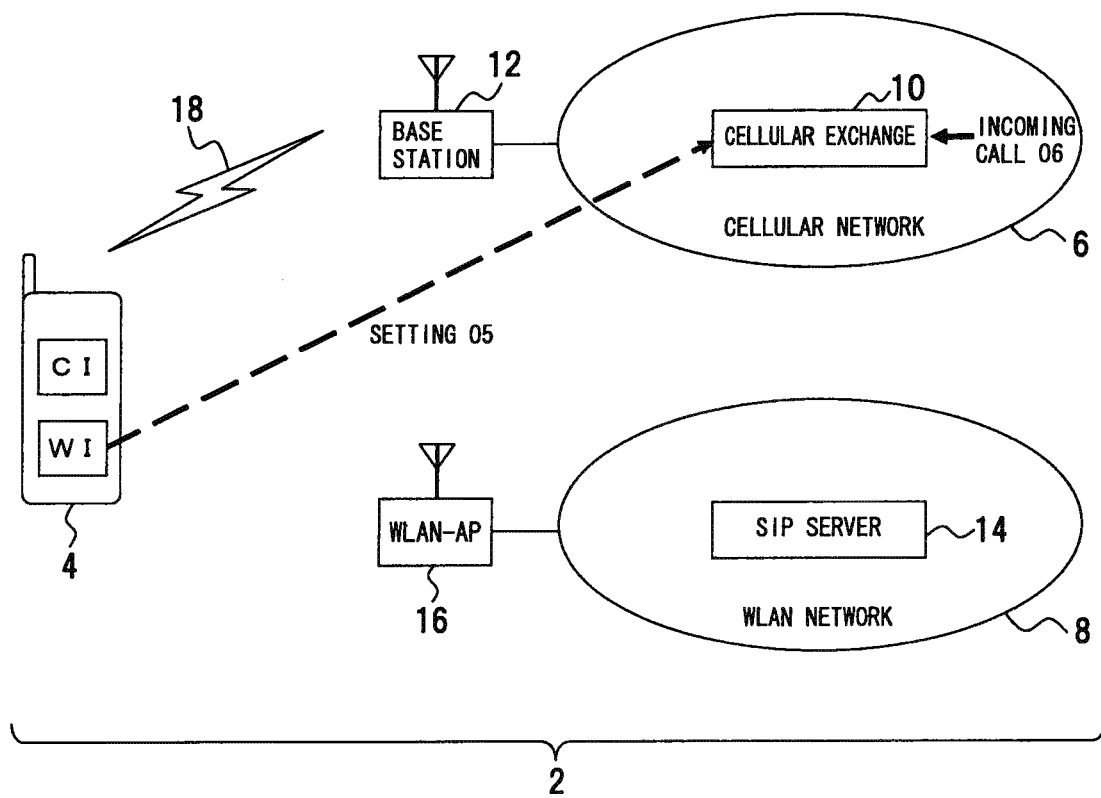 18
12
BASE
STATION
10
CELLULAR EXCHANGE
INCOMING
CALL 06
CELLULAR NETWORK
6
SETTING 05
C I
W I
4
WLAN-AP
16
SIP SERVER
14
WLAN NETWORK
8
2